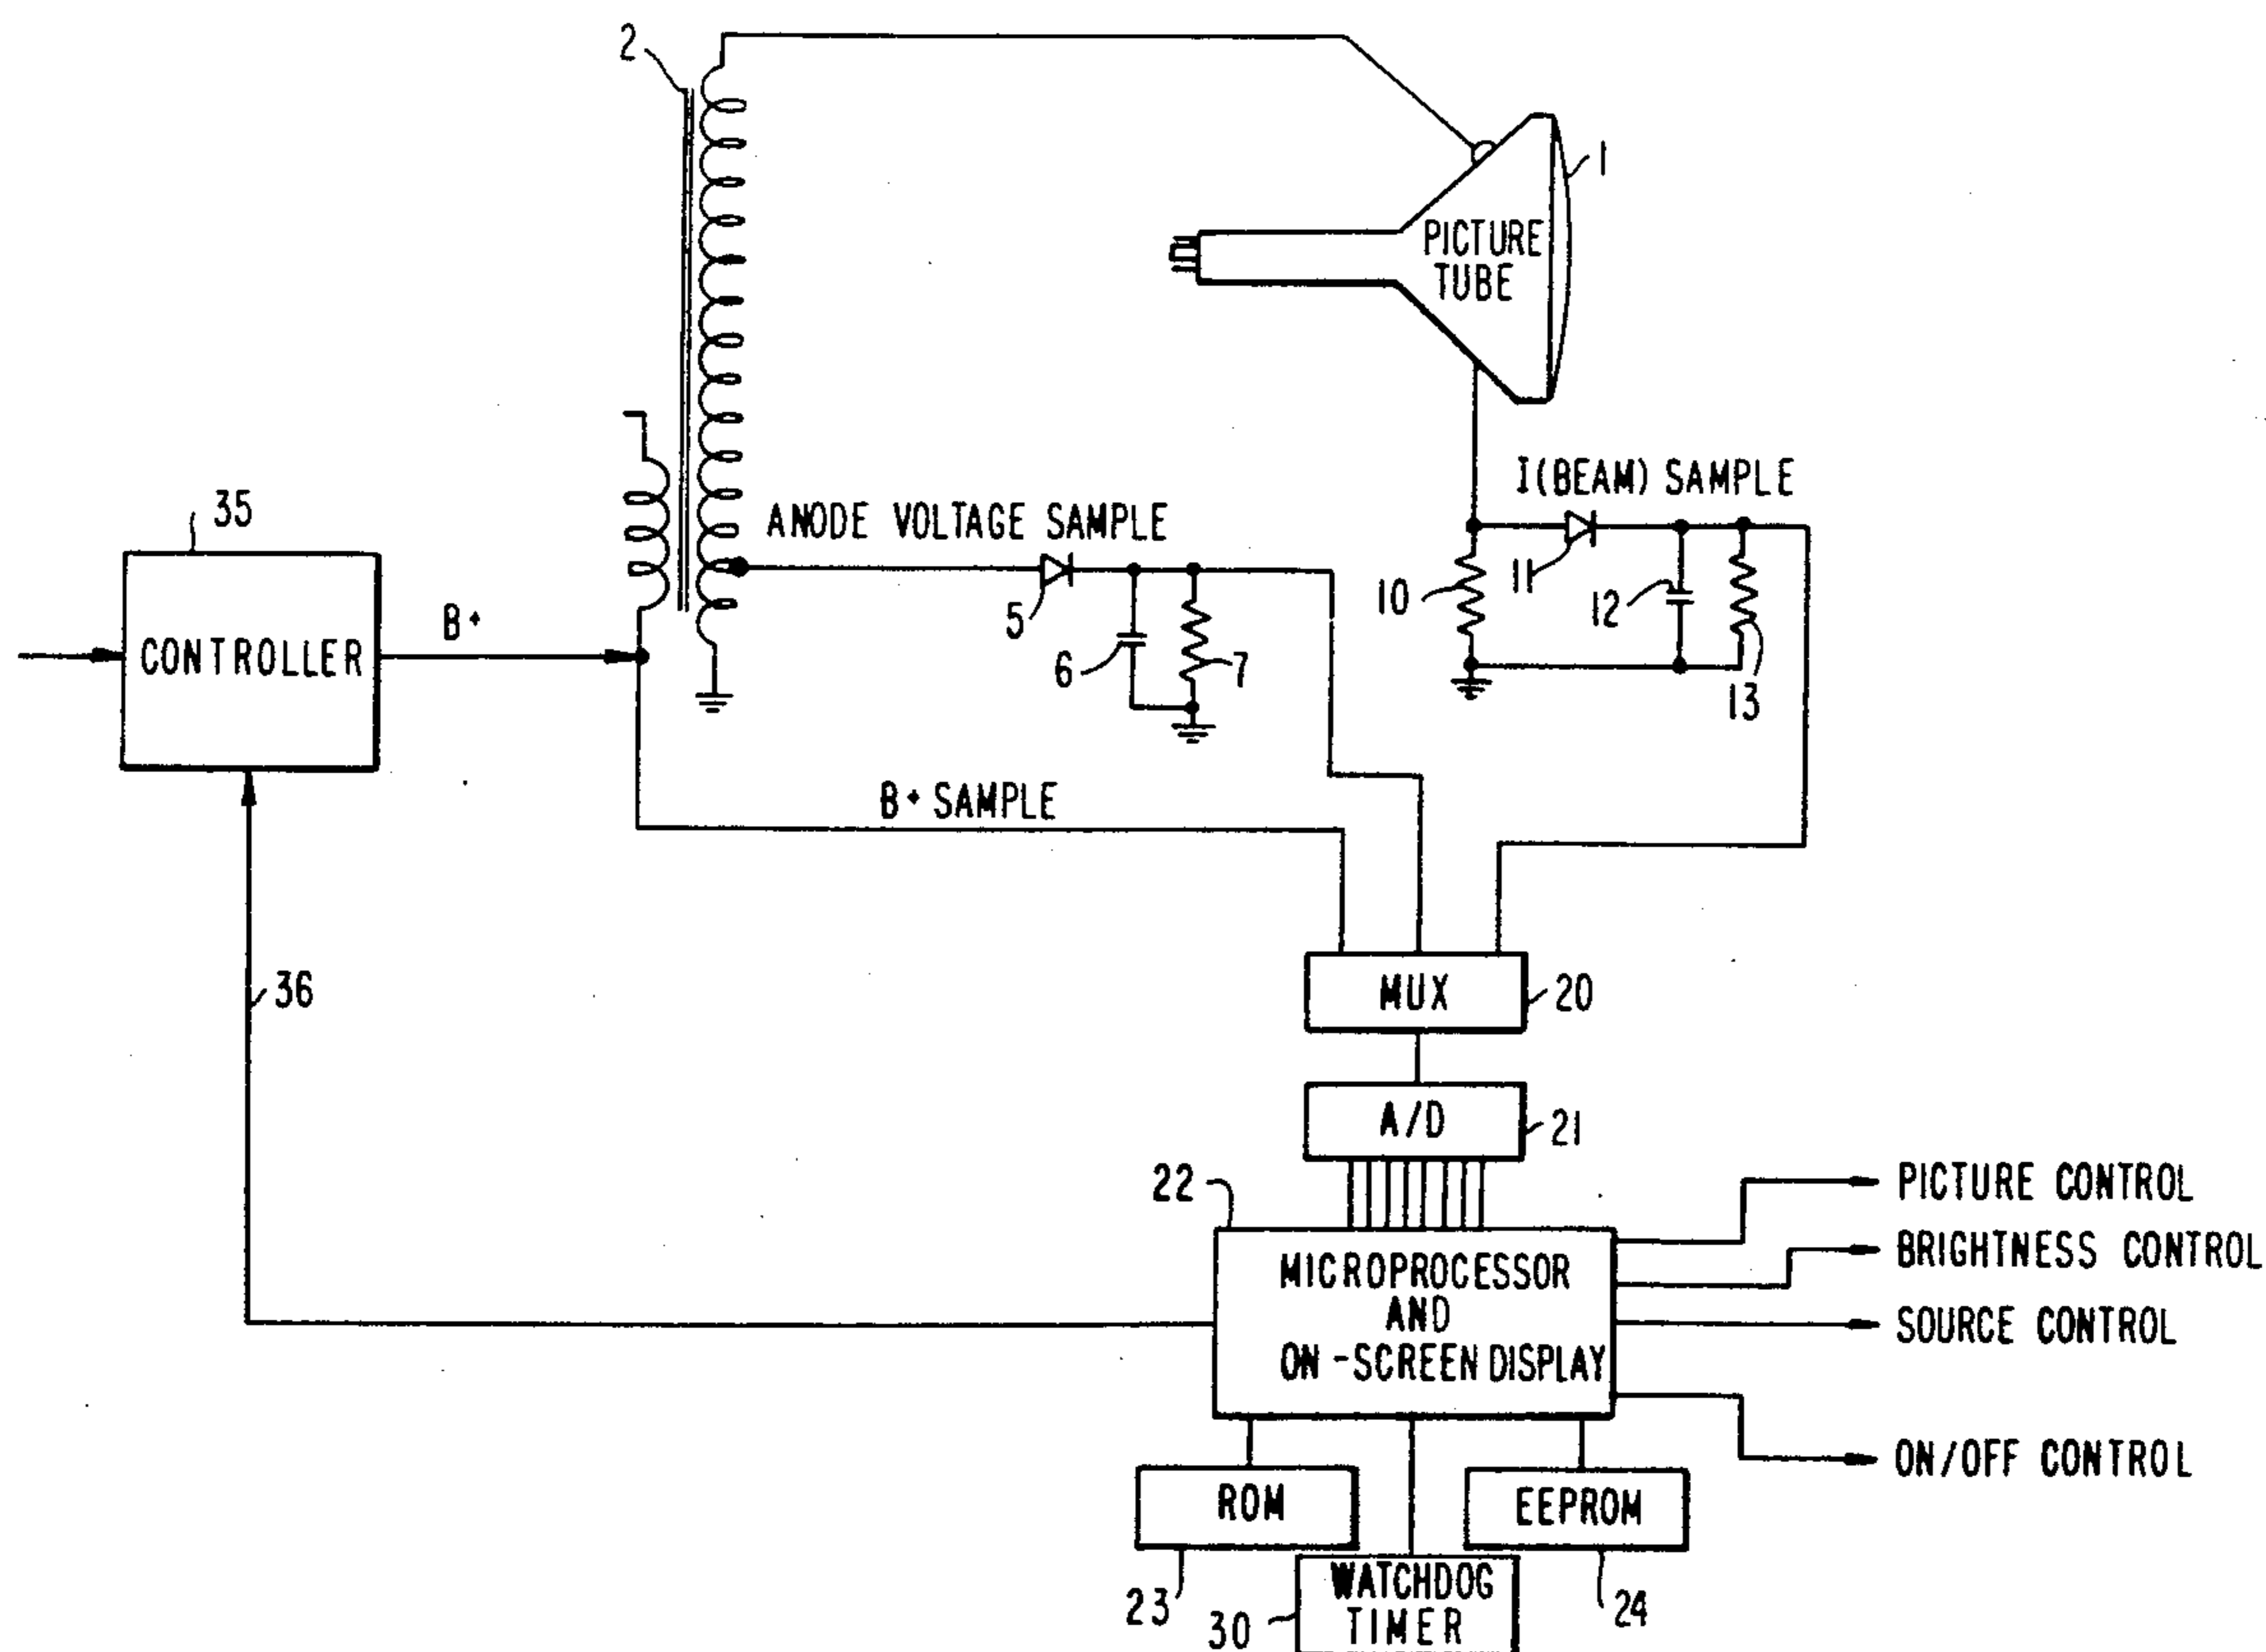 2
1
PICTURE
TUBE
I(BEAM) SAMPLE
35
ANODE VOLTAGE SAMPLE
11
10
12
5
B+
CONTROLLER
6
7
13
B+ SAMPLE
36
MUX
20
A/D
21
22
PICTURE CONTROL
MICROPROCESSOR
AND
ON-SCREEN DISPLAY
BRIGHTNESS CONTROL
SOURCE CONTROL
ON/OFF CONTROL
ROM
EEPROM
23
WATCHDOG
TIMER
24
30